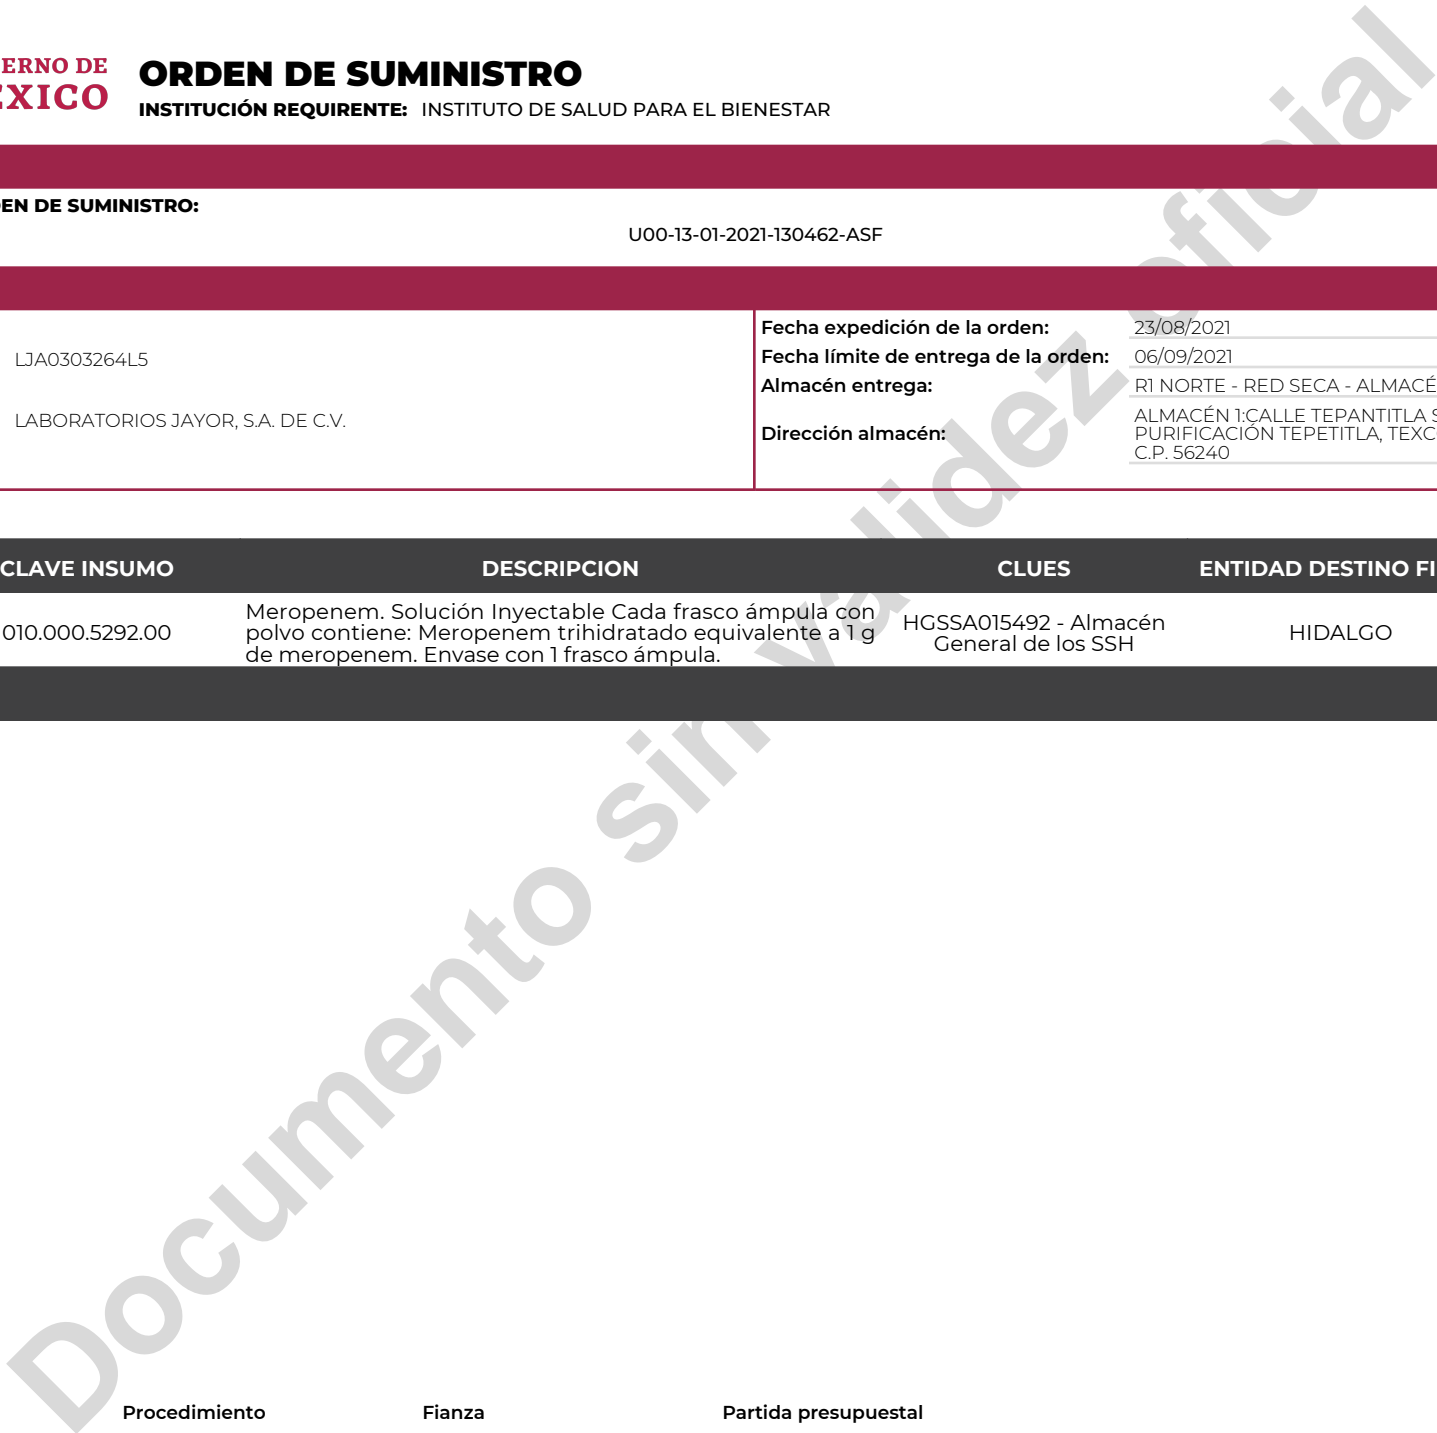 ERNO DE
ORDEN DE SUMINISTRO
XICO
INSTITUCIÓN REQUIRENTE: INSTITUTO DE SALUD PARA EL BIENESTAR
EN DE SUMINISTRO:
U00-13-01-2021-130462-ASF
LJA0303264L5
LABORATORIOS JAYOR, S.A. DE C.V.
Fecha expedición de la orden: 23/08/2021
Fecha límite de entrega de la orden: 06/09/2021
Almacén entrega: R1 NORTE - RED SECA - ALMACÉ
Dirección almacén: ALMACÉN 1:CALLE TEPANTITLA S
PURIFICACIÓN TEPETITLA, TEXC
C.P. 56240
CLAVE INSUMO DESCRIPCION CLUES ENTIDAD DESTINO FI
010.000.5292.00
Meropenem. Solución Inyectable Cada frasco ámpula con
polvo contiene: Meropenem trihidratado equivalente a 1 g
de meropenem. Envase con 1 frasco ámpula.
HGSSA015492 - Almacén
General de los SSH
HIDALGO
Documento sin validez oficial
Procedimiento Fianza Partida presupuestal